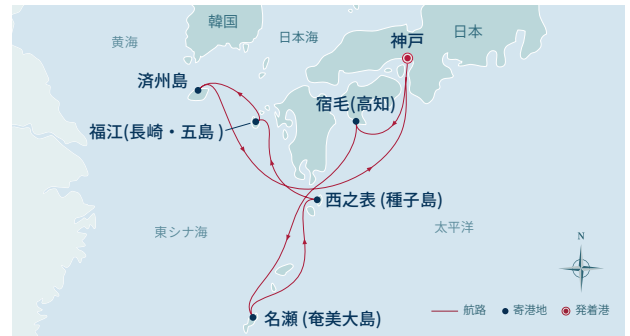 韓国
黄海
日本海
神戸
日本
済州島
宿毛(高知)
福江(長崎・五島 )
西之表 (種子島)
東シナ海
太平洋
N
名瀬 (奄美大島)
航路
寄港地
発着港